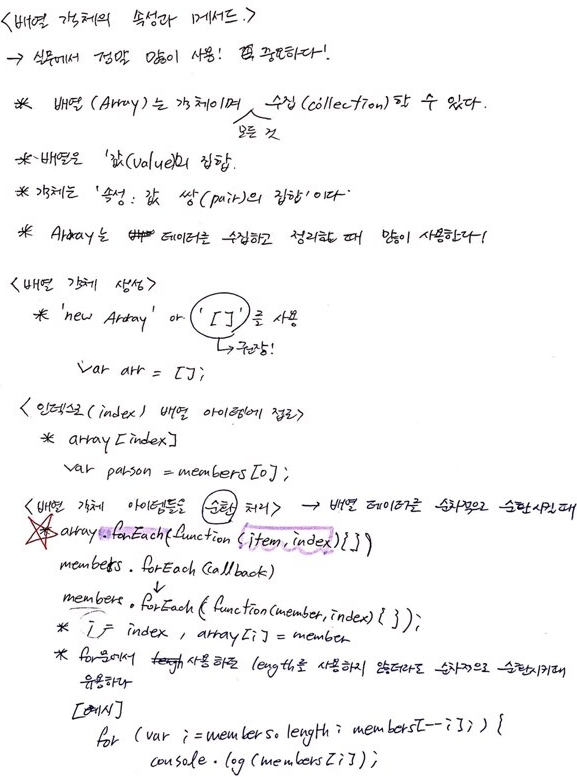 <배열 객체의 속성과 메서드.>
→ 실무에서 정말 많이 사용! 꼭 중요하다!
* 배열(Array)는 객체이며 수집(collection)할 수 있다.
모든 것
* 배열은 '값(value)의 집합.
* 객체는 '속성: 값 쌍(pair)의 집합'이다
* Array는 데이터를 수집하고 정리할 때 많이 사용한다!
<배열 객체 생성>
* 'new Array' or '[]'를 사용
↳ 권장!
var arr = [];
<인덱스로(index) 배열 아이템에 접근>
* array[index]
var parson = members[0];
<배열 객체 아이템들을 순환 처리> → 배열 데이터를 순차적으로 순환시킬때
* array.forEach(function(item, index){})
members.forEach(callback)
↓
members.forEach(function(member, index){ });
* i = index, array[i] = member
* for문에서 사용하는 length를 사용하지 않더라도 순차적으로 순환시키때
유용하다
[예시]
for (var i=members.length; members[--i];) {
console.log(members[i]);